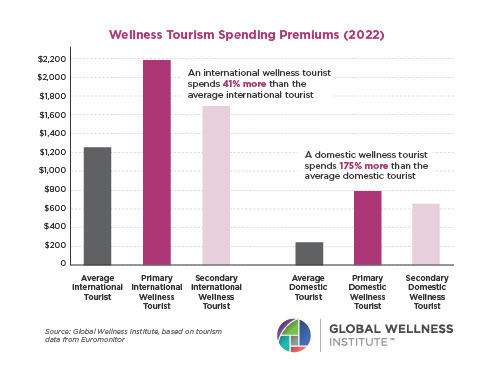 Wellness Tourism Spending Premiums (2022)
$2,200
$2,000
$1,800
$1,600
$1,400
$1,200
$1,000
$800
$600
$400
$200
0
An international wellness tourist
spends 41% more than the
average international tourist
A domestic wellness tourist
spends 175% more than the
average domestic tourist
Average
International
Tourist
Primary
International
Wellness
Tourist
Secondary
International
Wellness
Tourist
Average
Domestic
Tourist
Primary
Domestic
Wellness
Tourist
Secondary
Domestic
Wellness
Tourist
Source: Global Wellness Institute, based on tourism
data from Euromonitor
GLOBAL WELLNESS
INSTITUTE™